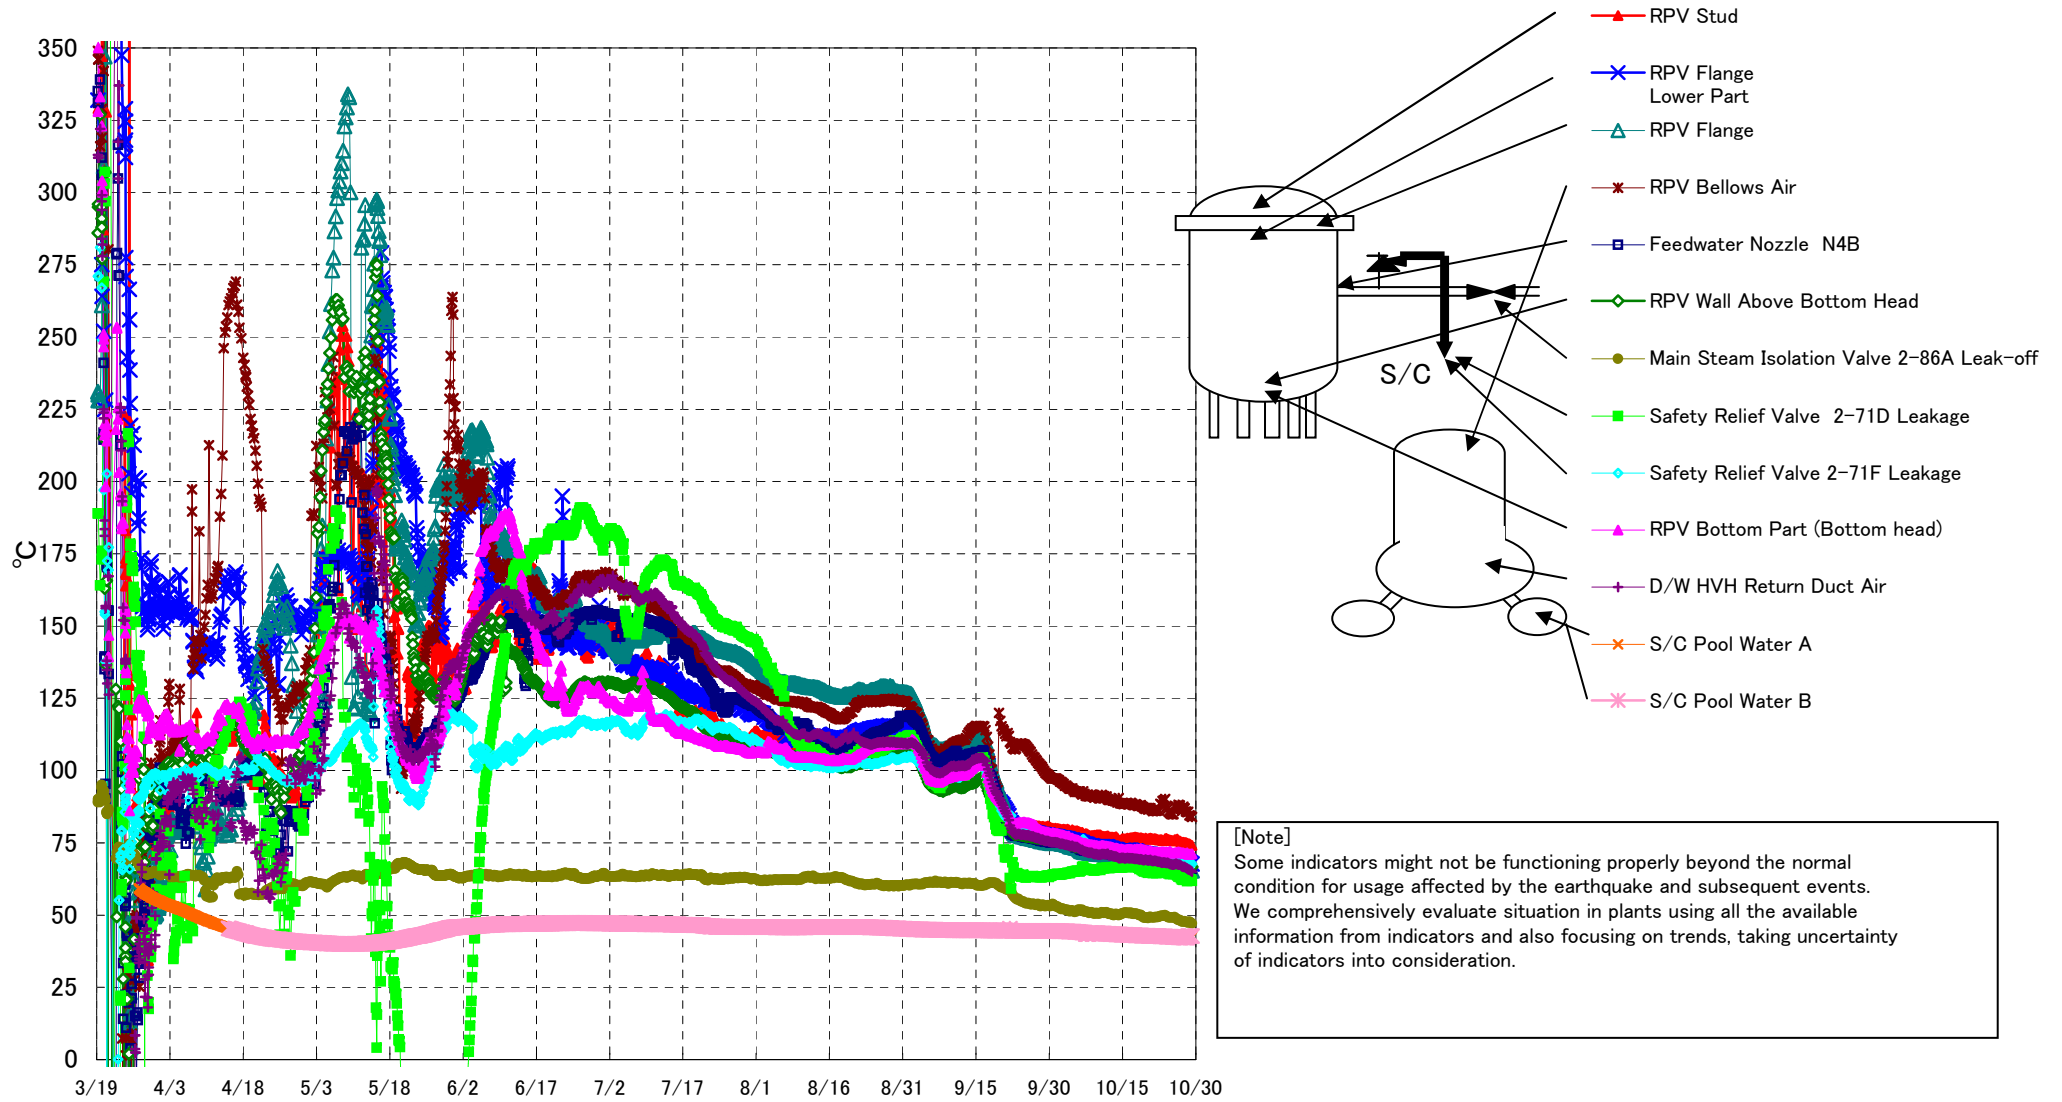 350
325
300
275
250
225
200
175
150
125
100
75
50
25
0
℃
3/19 4/3 4/18 5/3 5/18 6/2 6/17 7/2 7/17 8/1 8/16 8/31 9/15 9/30 10/15 10/30
RPV Stud
RPV Flange
Lower Part
RPV Flange
RPV Bellows Air
Feedwater Nozzle N4B
RPV Wall Above Bottom Head
Main Steam Isolation Valve 2-86A Leak-off
Safety Relief Valve 2-71D Leakage
Safety Relief Valve 2-71F Leakage
RPV Bottom Part (Bottom head)
D/W HVH Return Duct Air
S/C Pool Water A
S/C Pool Water B
S/C
[Note]
Some indicators might not be functioning properly beyond the normal
condition for usage affected by the earthquake and subsequent events.
We comprehensively evaluate situation in plants using all the available
information from indicators and also focusing on trends, taking uncertainty
of indicators into consideration.